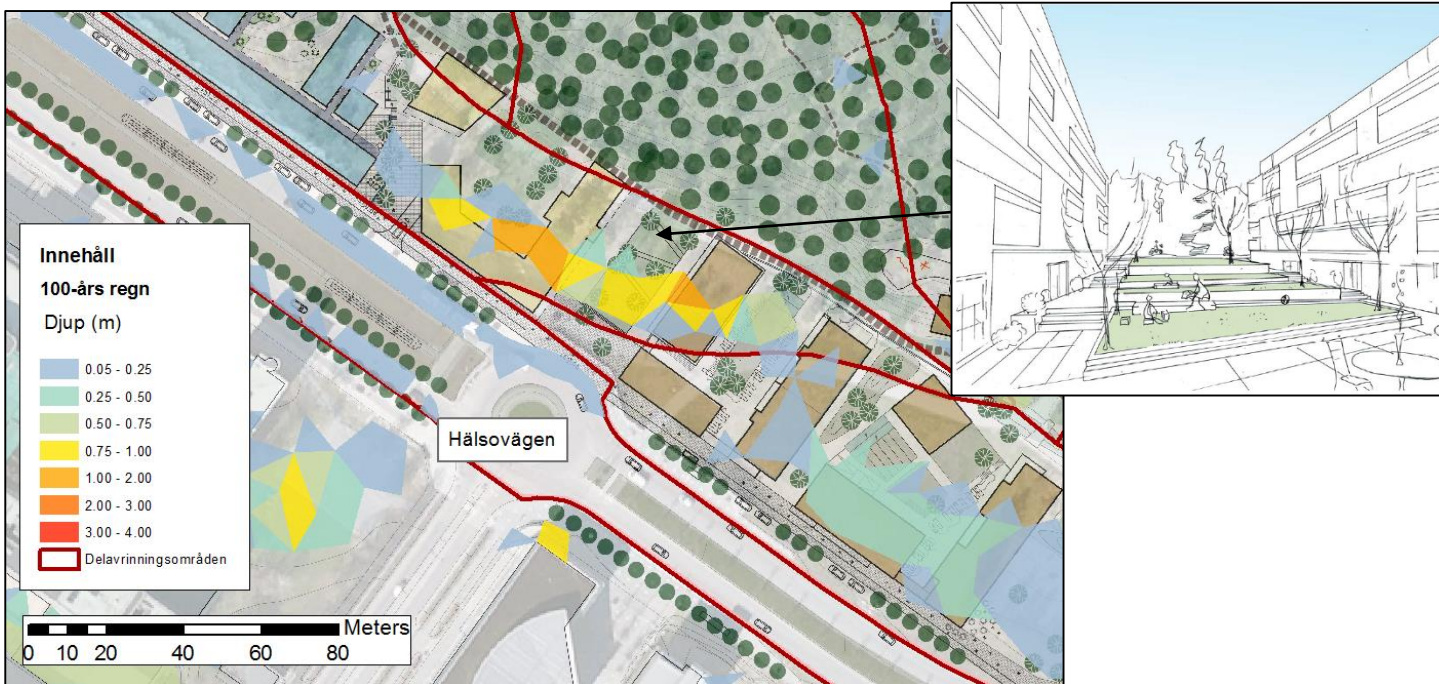 Innehåll
100-års regn
Djup (m)
0.05 - 0.25
0.25 - 0.50
0.50 - 0.75
0.75 - 1.00
1.00 - 2.00
2.00 - 3.00
3.00 - 4.00
Delavrinningsområden
Hälsovägen
Meters
0 10 20 40 60 80